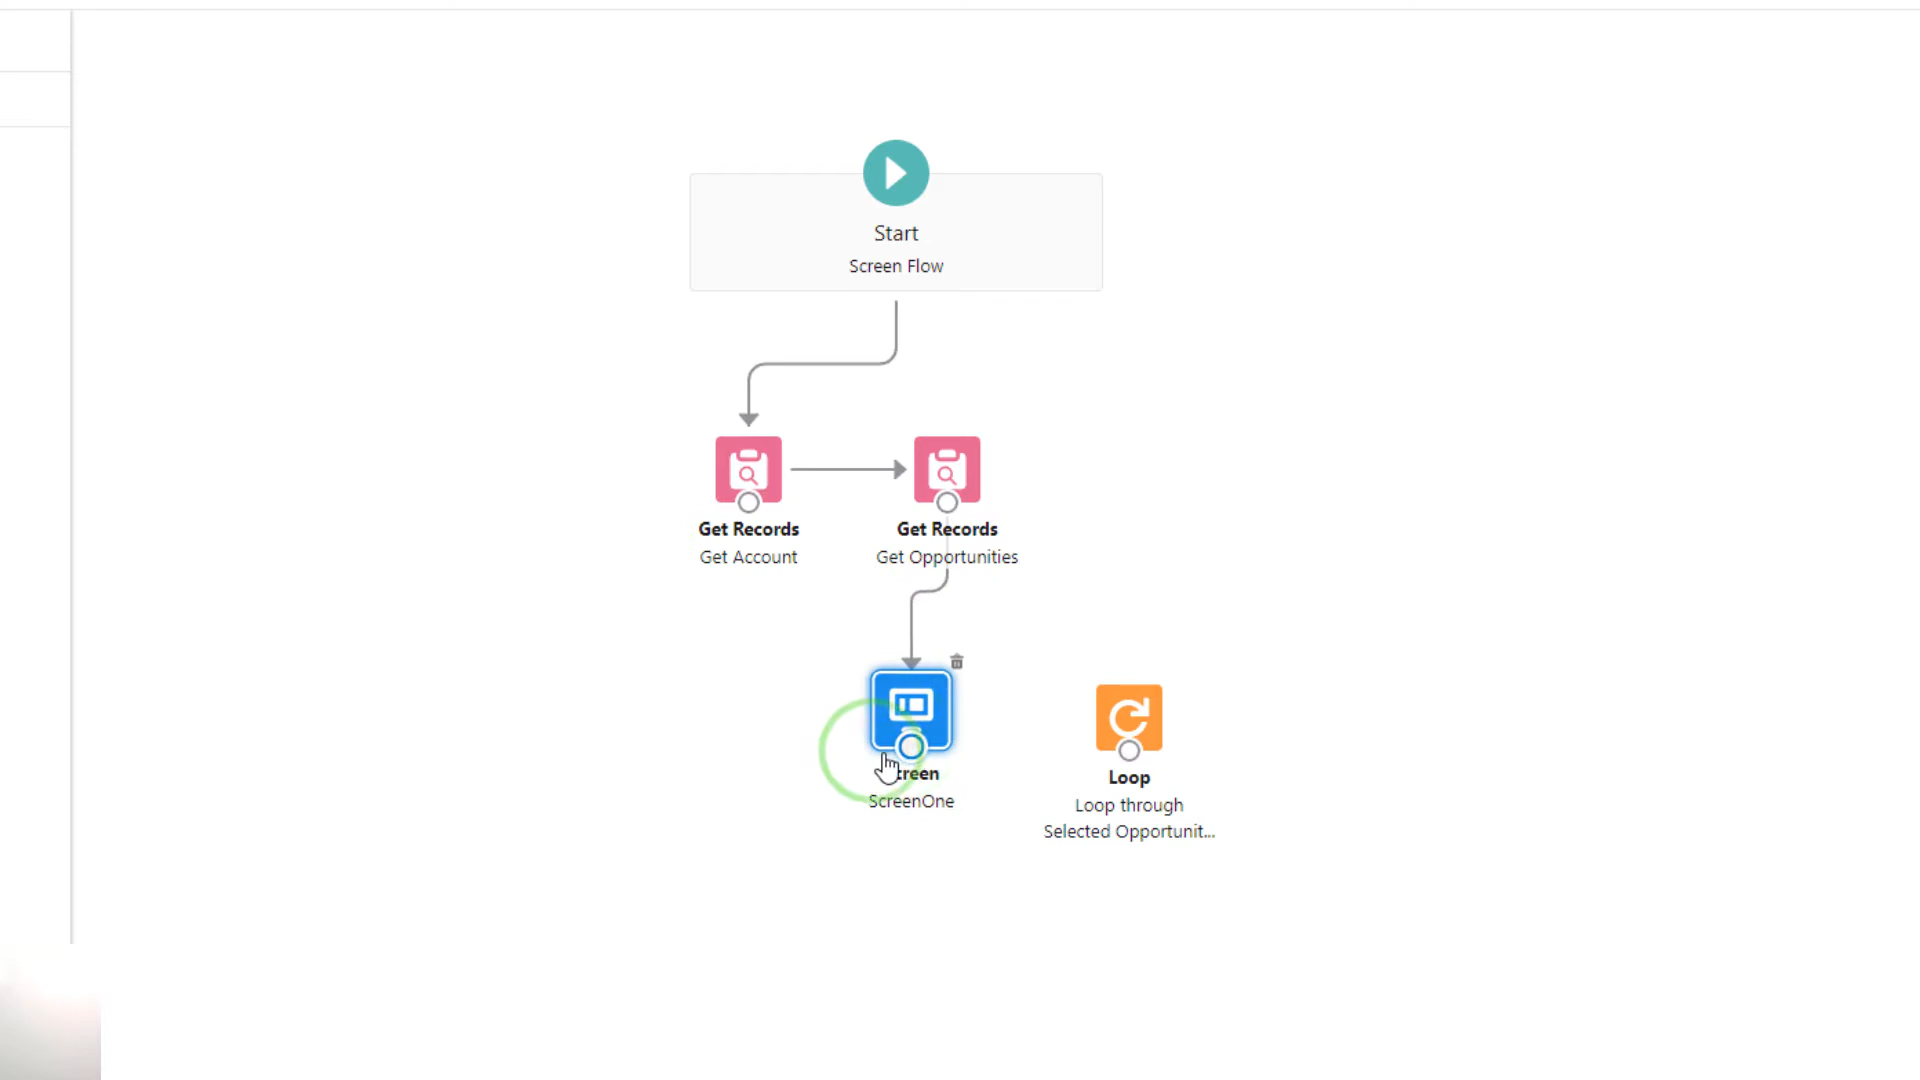 Start
Screen Flow
Get Records
Get Account
Get Records
Get Opportunities
creen
ScreenOne
Loop
Loop through
Selected Opportunit...